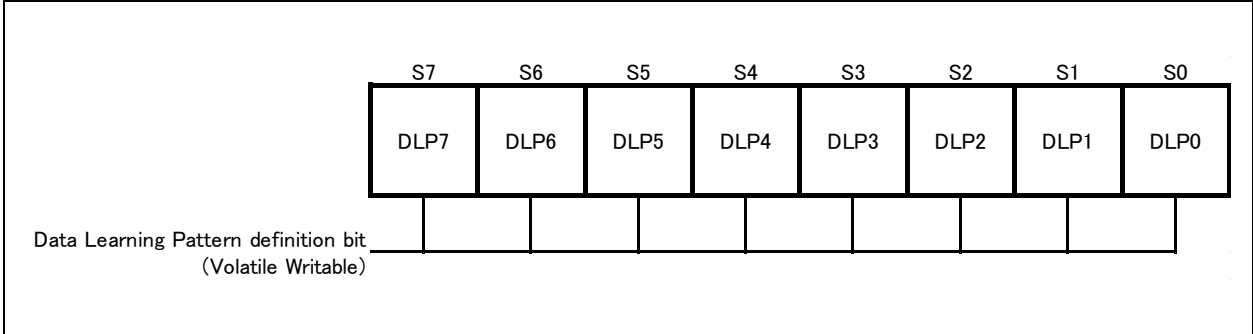 S7 S6 S5 S4 S3 S2 S1 S0
DLP7 DLP6 DLP5 DLP4 DLP3 DLP2 DLP1 DLP0
Data Learning Pattern definition bit
(Volatile Writable)